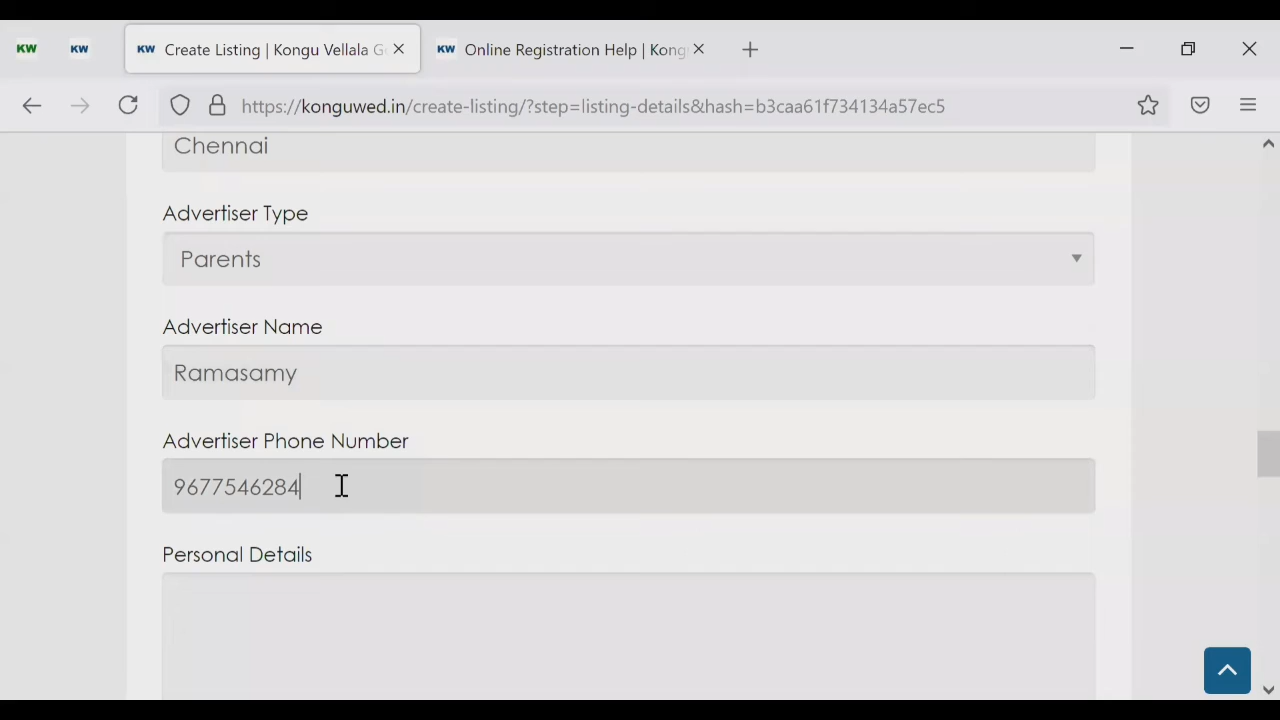 KW
KW
KW Create Listing | Kongu Vellala G
KW Online Registration Help | Kong
https://konguwed.in/create-listing/?step=listing-details&hash=b3caa61f734134a57ec5
Chennai
Advertiser Type
Parents
Advertiser Name
Ramasamy
Advertiser Phone Number
9677546284
Personal Details